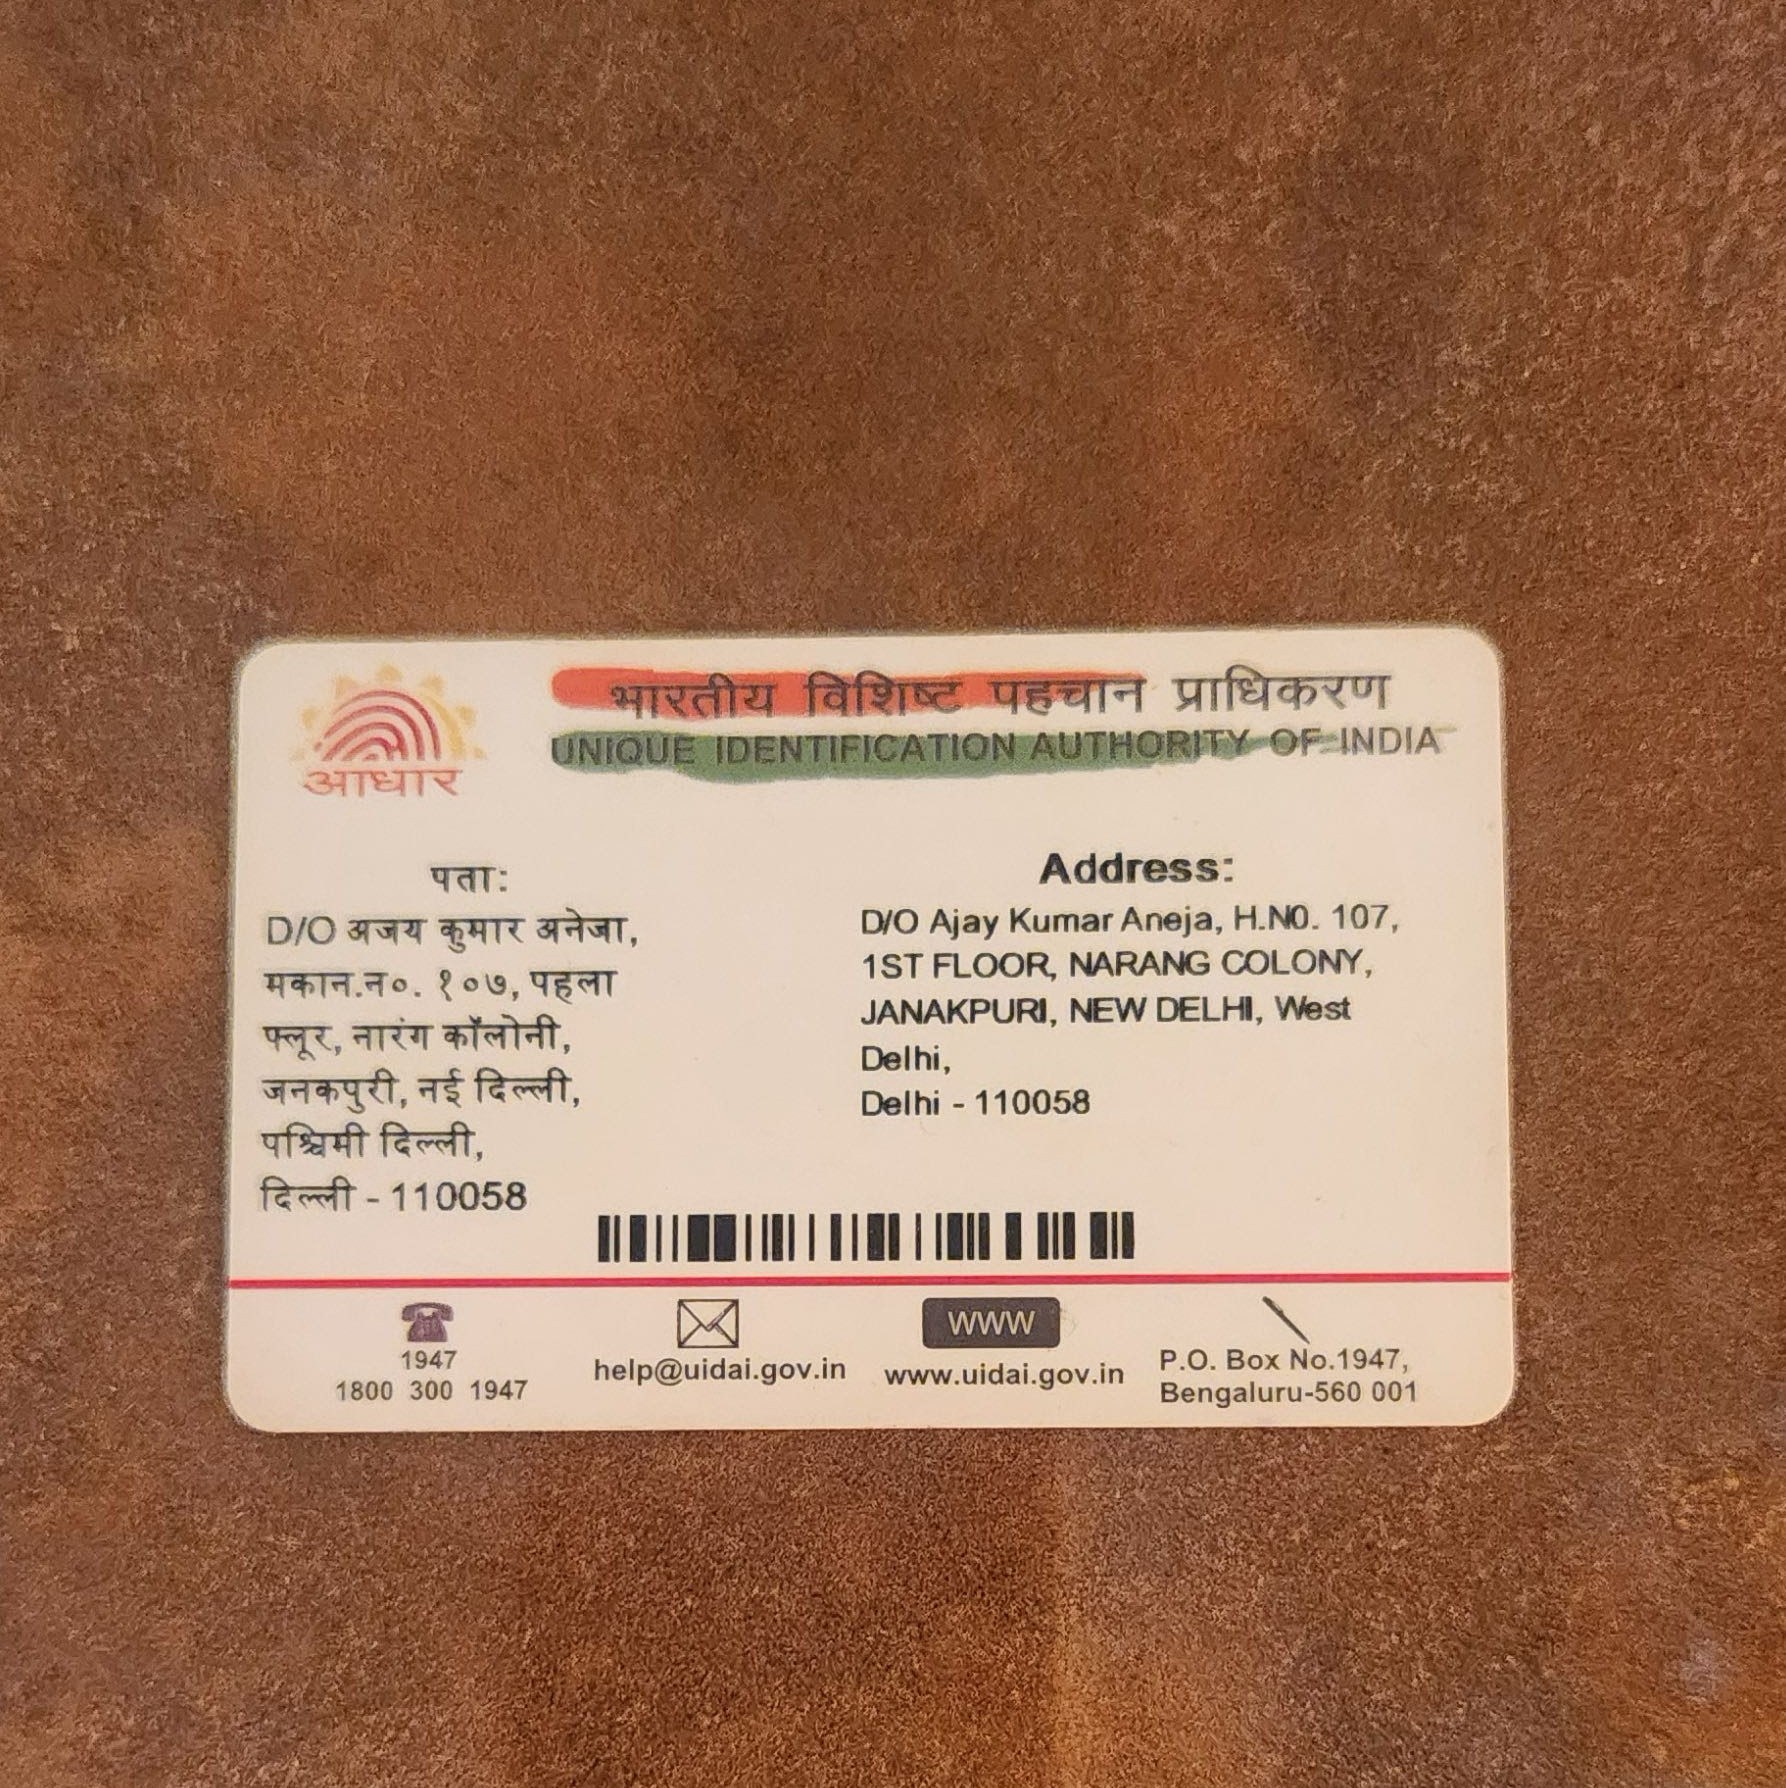 आधार
भारतीय विशिष्ट पहचान प्राधिकरण
UNIQUE IDENTIFICATION AUTHORITY OF INDIA
पता:
D/O अजय कुमार अनेजा,
मकान.न०. १०७, पहला
फ्लूर, नारंग कॉलोनी,
जनकपुरी, नई दिल्ली,
पश्चिमी दिल्ली,
दिल्ली - 110058
Address:
D/O Ajay Kumar Aneja, H.NO. 107,
1ST FLOOR, NARANG COLONY,
JANAKPURI, NEW DELHI, West
Delhi,
Delhi - 110058
1947
1800 300 1947
help@uidai.gov.in
WWW
www.uidai.gov.in
P.O. Box No.1947,
Bengaluru-560 001